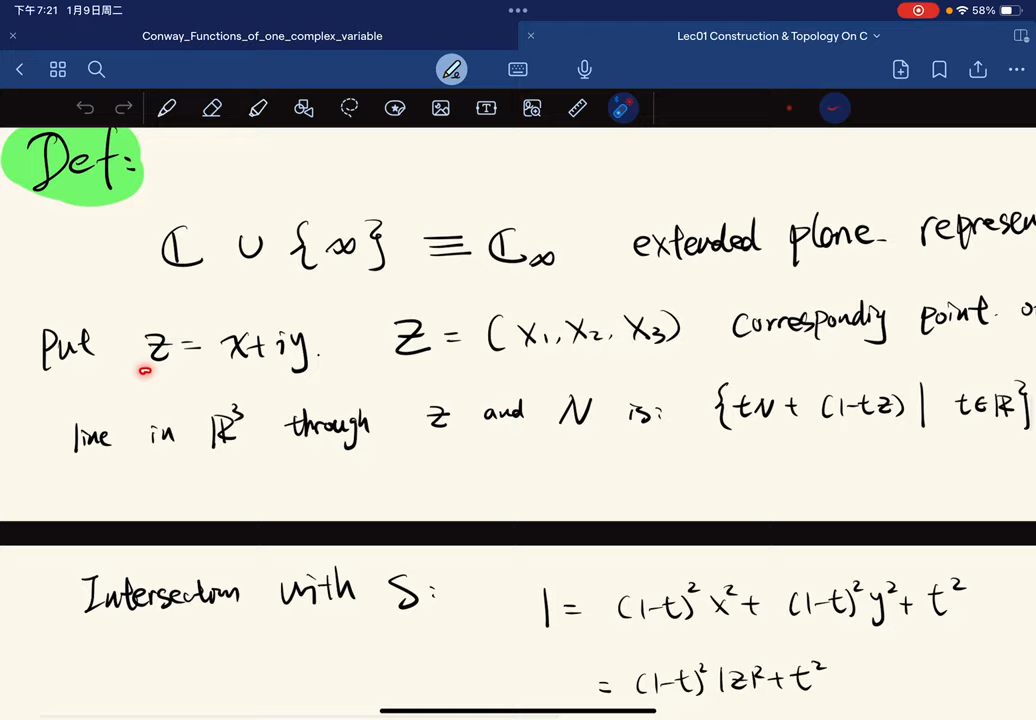 下午7:21 1月9日周二
58%
Conway_Functions_of_one_complex_variable
Lec01 Construction & Topology On C
Def:
ℂ ∪ {∞} ≡ ℂ∞ extended plane. represen
Put z = x+iy. Z = (X₁, X₂, X₃) corresponding point
line in ℝ³ through z and N is: {tN + (1-tz) | t∈ℝ}
Intersection with S: 1 = (1-t)²x² + (1-t)²y² + t²
= (1-t)²|z|² + t²